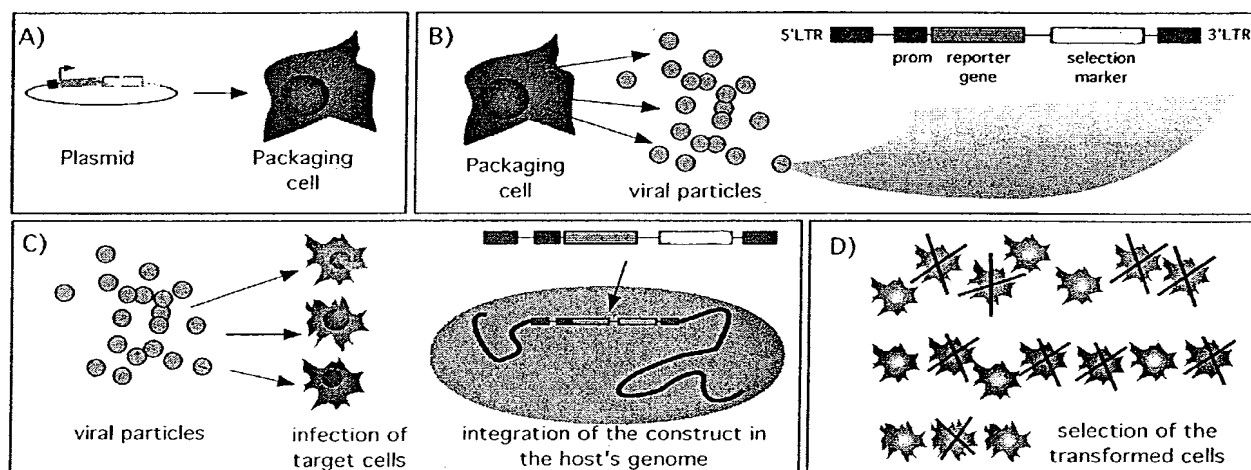 A)
Plasmid
Packaging
cell
B)
5'LTR
3'LTR
prom
reporter
gene
selection
marker
Packaging
cell
viral particles
C)
viral particles
infection of
target cells
integration of the construct in
the host's genome
D)
selection of the
transformed cells